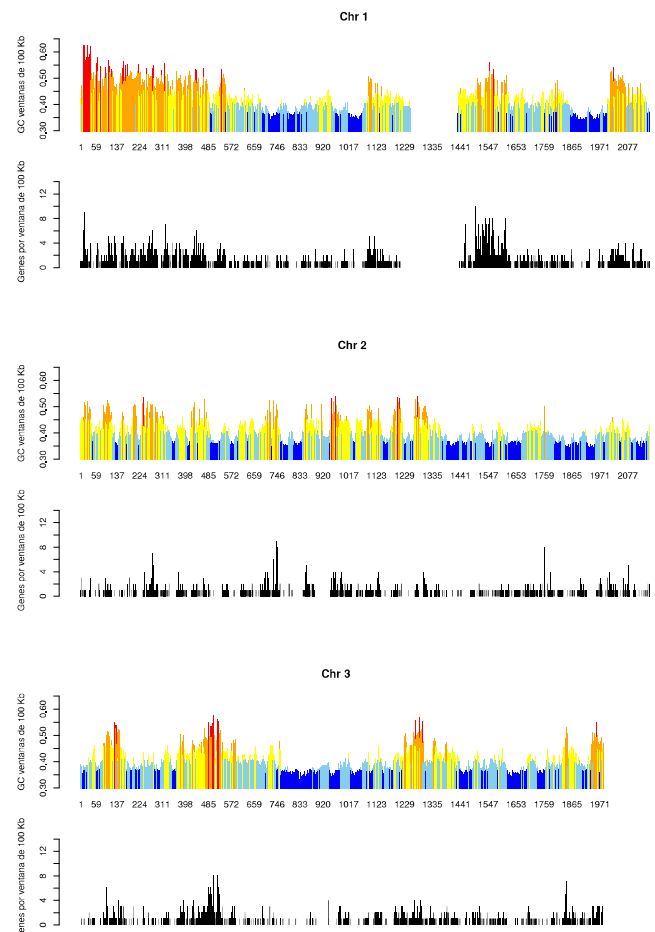 Chr 1
GC ventanas de 100 Kb
0.30 0.40 0.50 0.60
1 59 137 224 311 398 485 572 659 746 833 920 1017 1123 1229 1335 1441 1547 1653 1759 1865 1971 2077
Genes por ventana de 100 Kb
0 4 8 12
Chr 2
GC ventanas de 100 Kb
0.30 0.40 0.50 0.60
1 59 137 224 311 398 485 572 659 746 833 920 1017 1123 1229 1335 1441 1547 1653 1759 1865 1971 2077
Genes por ventana de 100 Kb
0 4 8 12
Chr 3
GC ventanas de 100 Kb
0.30 0.40 0.50 0.60
1 59 137 224 311 398 485 572 659 746 833 920 1017 1123 1229 1335 1441 1547 1653 1759 1865 1971
enes por ventana de 100 Kb
0 4 8 12